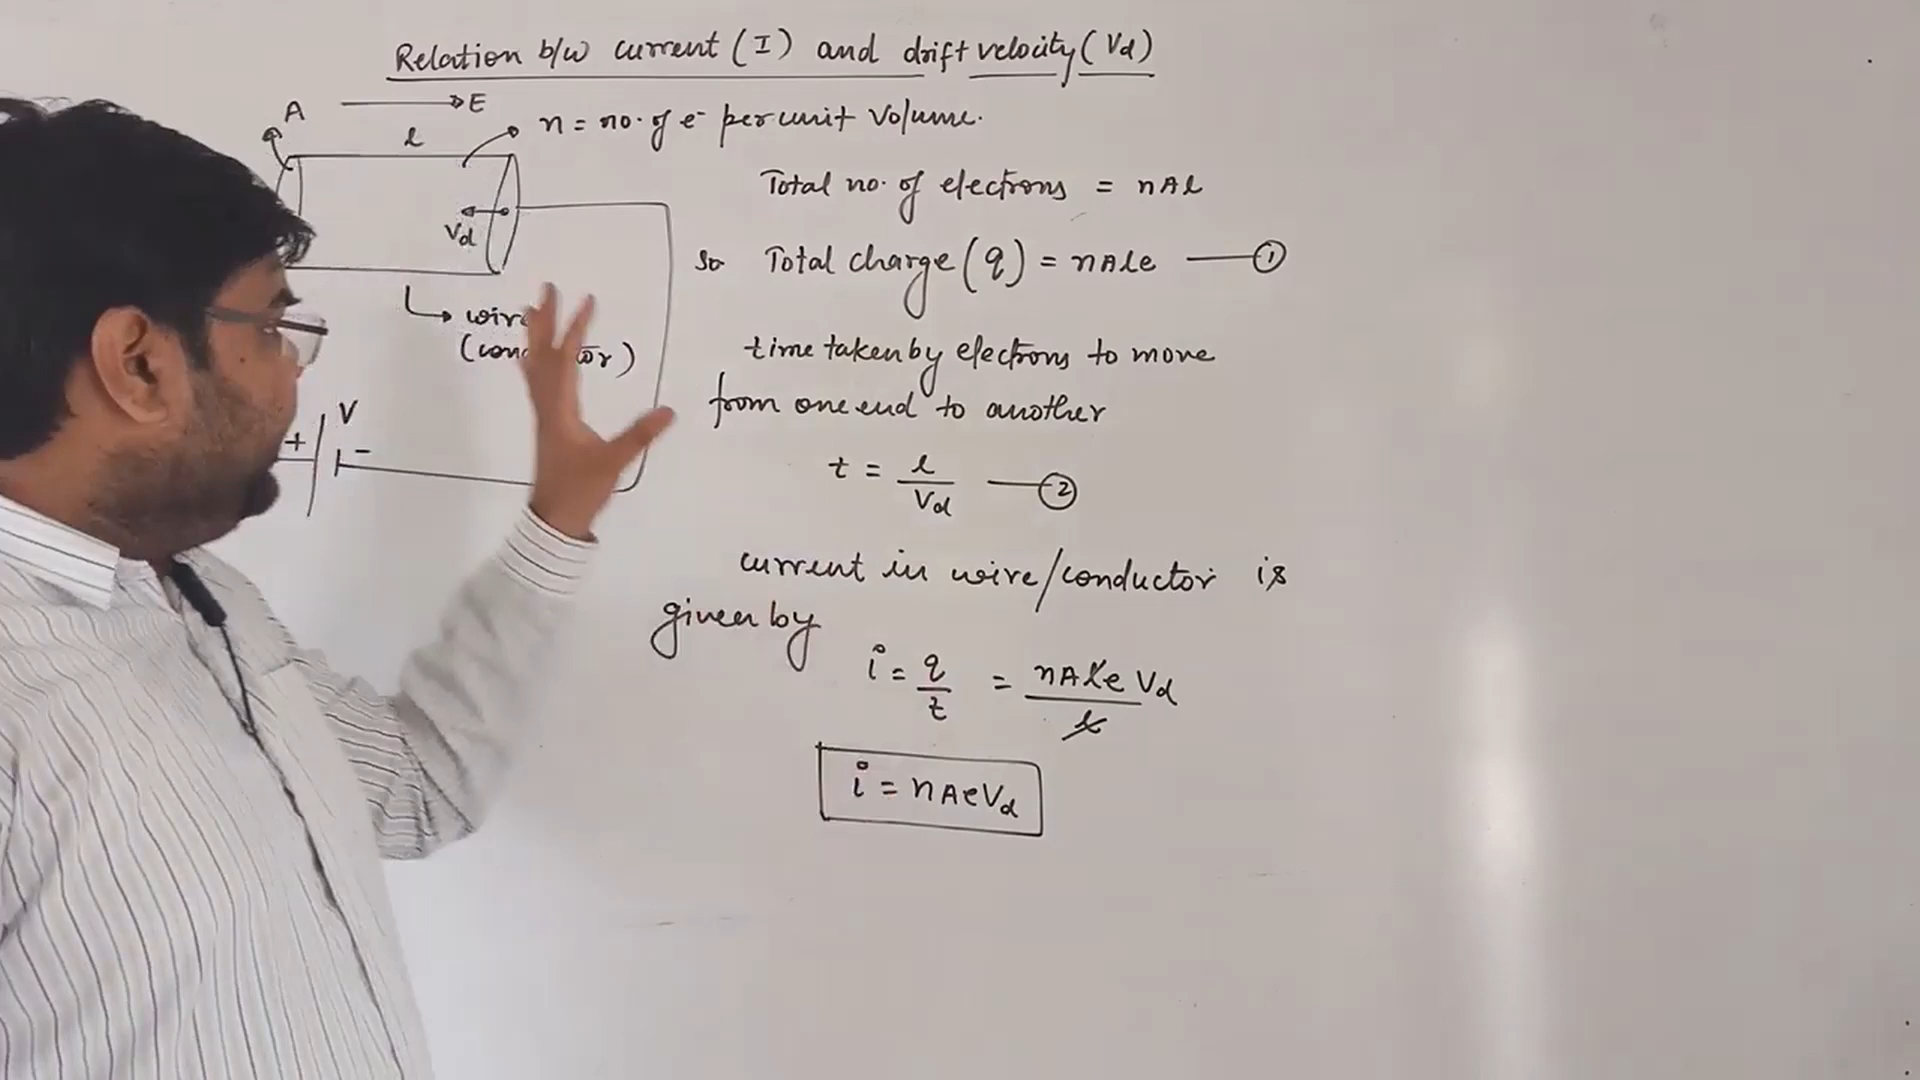 Relation b/w current (I) and drift velocity (Vd)
A
E
l
n = no. of e- per unit volume.
Total no. of electrons = nAl
Vd
So Total charge (q) = nAle — 1
time taken by electrons to move
from one end to another
V
+ -
t = l/Vd — 2
current in wire/conductor is
given by
i = q/t = nAle Vd/l
i = nAeVd